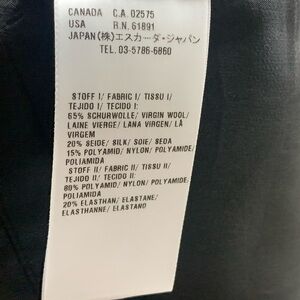 CANADA C.A. 02575
USA R.N. 61891
JAPAN (株)エスカーダ・ジャパン
TEL. 03-5786-6860
STOFF I/ FABRIC I/ TISSU I/
TEJIDO I/ TECIDO I:
65% SCHURWOLLE/ VIRGIN WOOL/
LAINE VIERGE/ LANA VIRGEN/ LÃ
VIRGEM
20% SEIDE/ SILK/ SOIE/ SEDA
15% POLYAMID/ NYLON/ POLYAMIDE/
POLIAMIDA
STOFF II/ FABRIC II/ TISSU II/
TEJIDO II/ TECIDO II:
80% POLYAMID/ NYLON/ POLYAMIDE/
POLIAMIDA
20% ELASTHAN/ ELASTANE/
ELASTHANNE/ ELASTANO